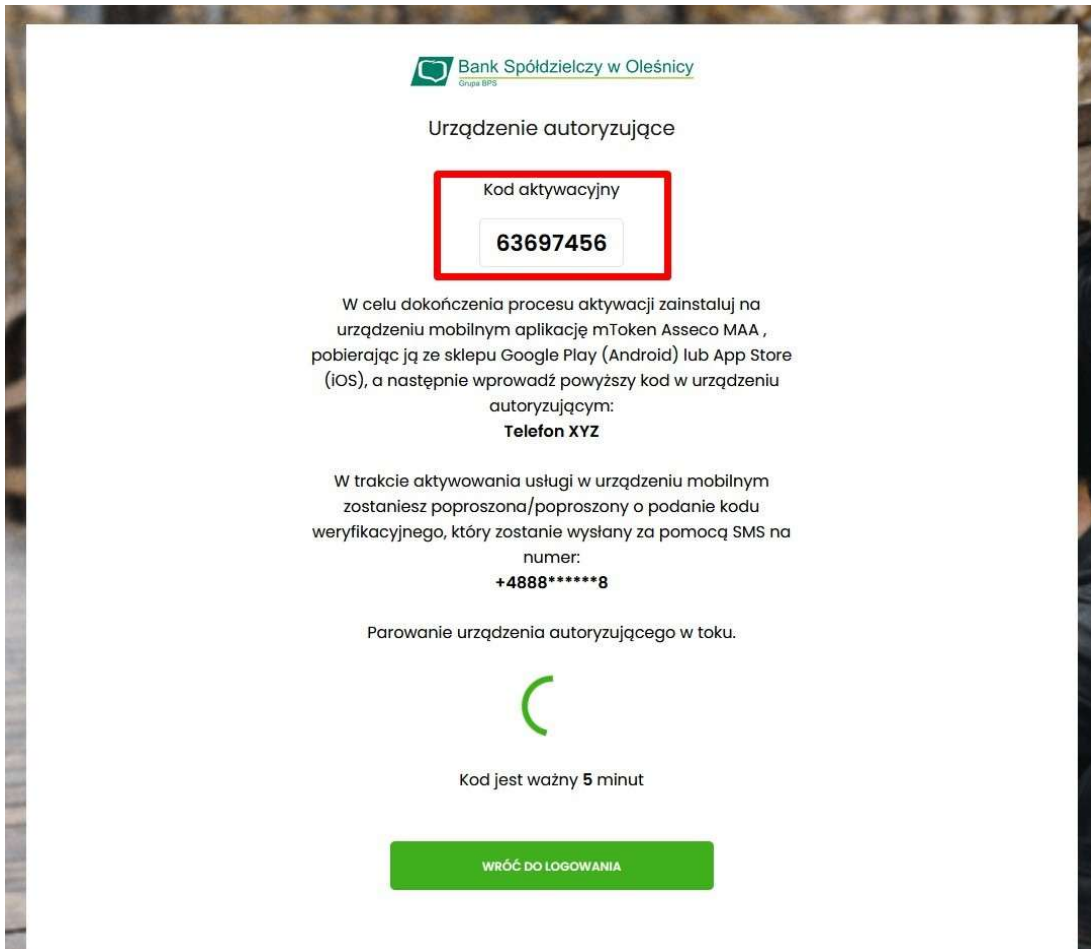 Bank Spółdzielczy w Oleśnicy
Grupa BPS
Urządzenie autoryzujące
Kod aktywacyjny
63697456
W celu dokończenia procesu aktywacji zainstaluj na
urządzeniu mobilnym aplikację mToken Asseco MAA ,
pobierając ją ze sklepu Google Play (Android) lub App Store
(iOS), a następnie wprowadź powyższy kod w urządzeniu
autoryzującym:
Telefon XYZ
W trakcie aktywowania usługi w urządzeniu mobilnym
zostaniesz poproszona/poproszony o podanie kodu
weryfikacyjnego, który zostanie wysłany za pomocą SMS na
numer:
+4888******8
Parowanie urządzenia autoryzującego w toku.
Kod jest ważny 5 minut
WRÓĆ DO LOGOWANIA